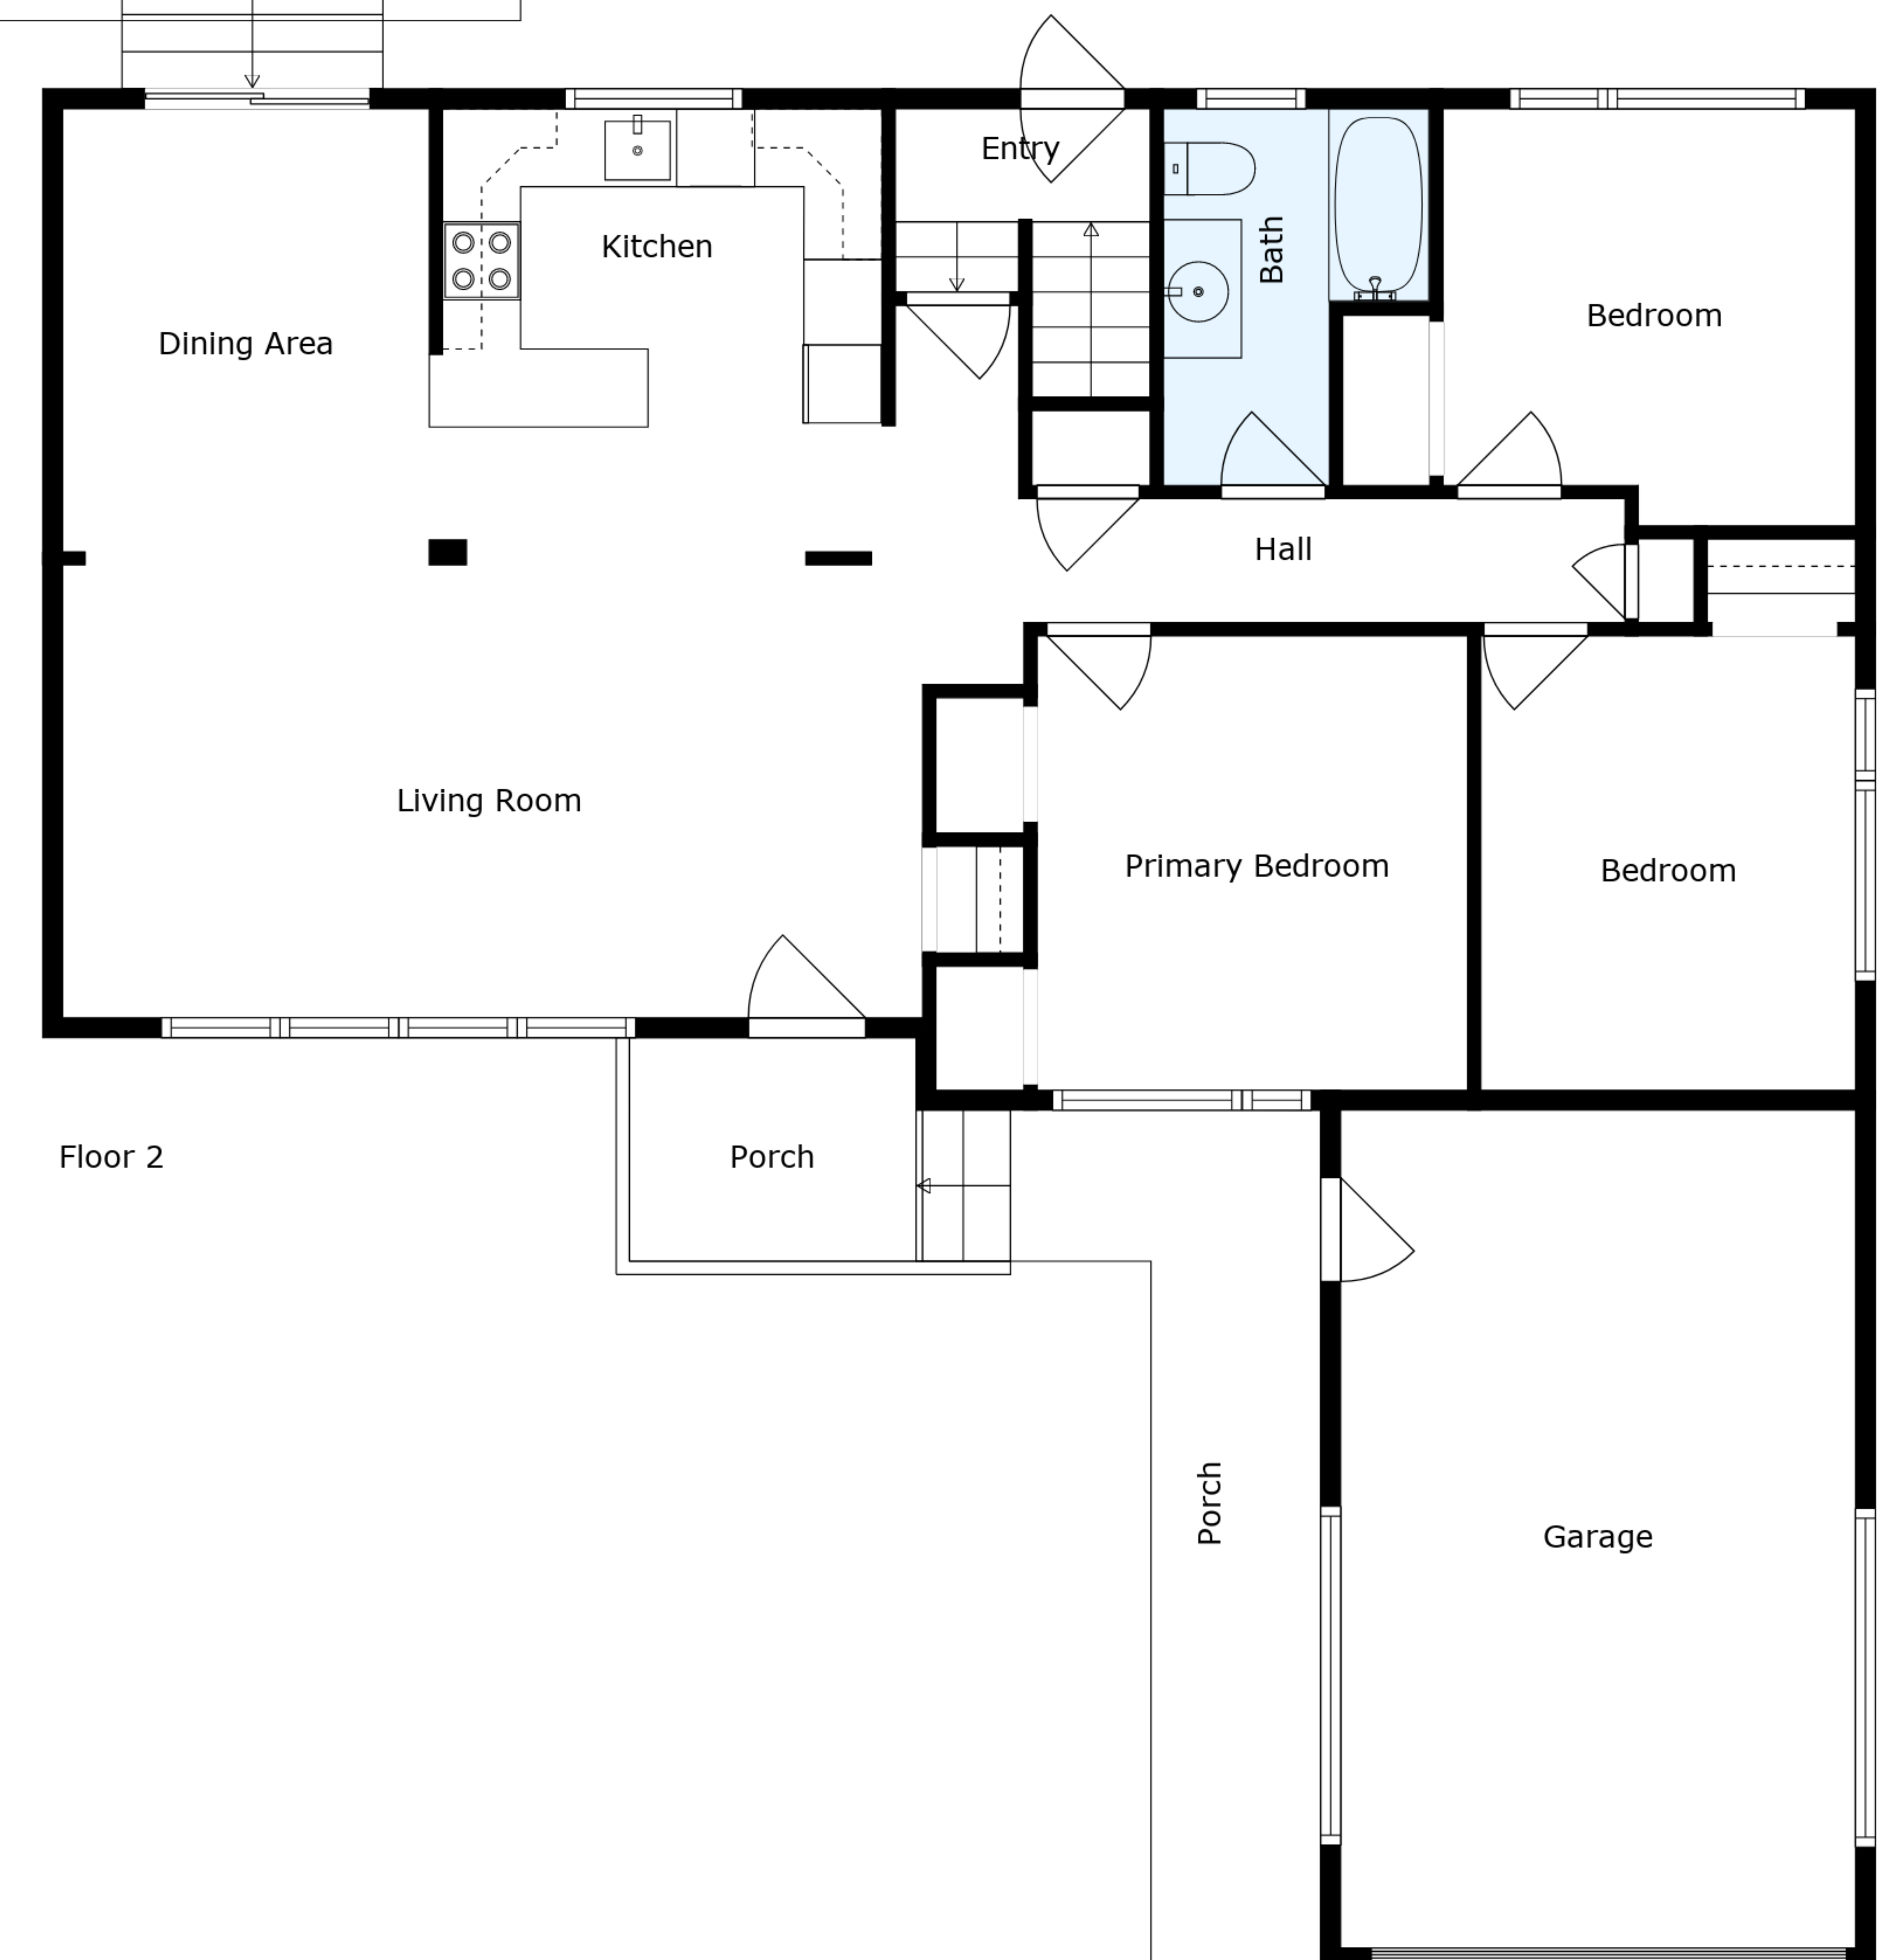 Entry
Kitchen
Bath
Bedroom
Dining Area
Hall
Living Room
Primary Bedroom
Bedroom
Floor 2
Porch
Porch
Garage